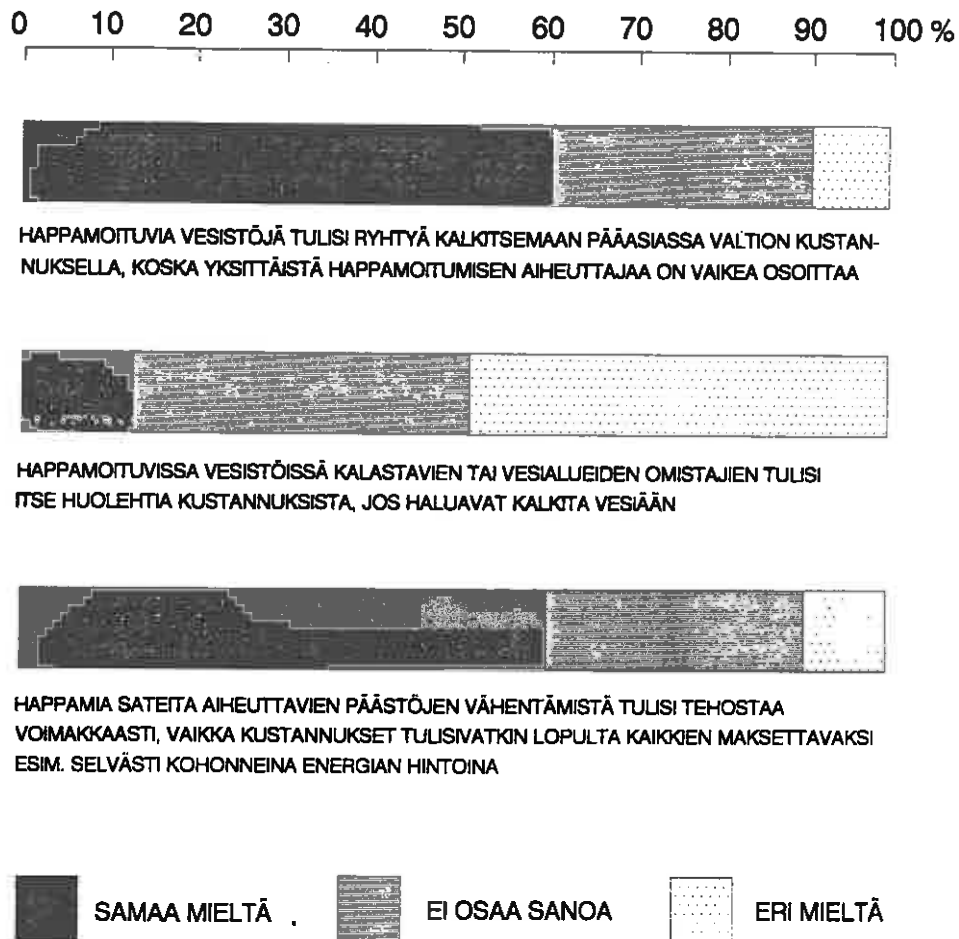 0 10 20 30 40 50 60 70 80 90 100 %
HAPPAMOITUVIA VESISTÖJÄ TULISI RYHTYÄ KALKITSEMAAN PÄÄASIASSA VALTION KUSTAN-
NUKSELLA, KOSKA YKSITTÄISTÄ HAPPAMOITUMISEN AIHEUTTAJAA ON VAIKEA OSOITTAA
HAPPAMOITUVISSA VESISTÖISSÄ KALASTAVIEN TAI VESIALUEIDEN OMISTAJIEN TULISI
ITSE HUOLEHTIA KUSTANNUKSISTA, JOS HALUAVAT KALKITA VESIÄÄN
HAPPAMIA SATEITA AIHEUTTAVIEN PÄÄSTÖJEN VÄHENTÄMISTÄ TULISI TEHOSTAA
VOIMAKKAASTI, VAIKKA KUSTANNUKSET TULISIVATKIN LOPULTA KAIKKIEN MAKSETTAVAKSI
ESIM. SELVÄSTI KOHONNEINA ENERGIAN HINTOINA
SAMAA MIELTÄ EI OSAA SANOA ERI MIELTÄ